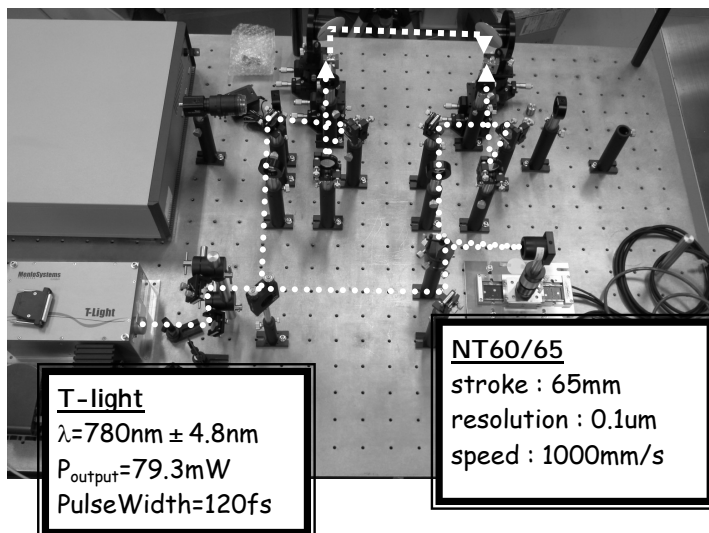 MenloSystems
T-Light
T-light
λ=780nm ± 4.8nm
Poutput=79.3mW
PulseWidth=120fs
NT60/65
stroke : 65mm
resolution : 0.1um
speed : 1000mm/s